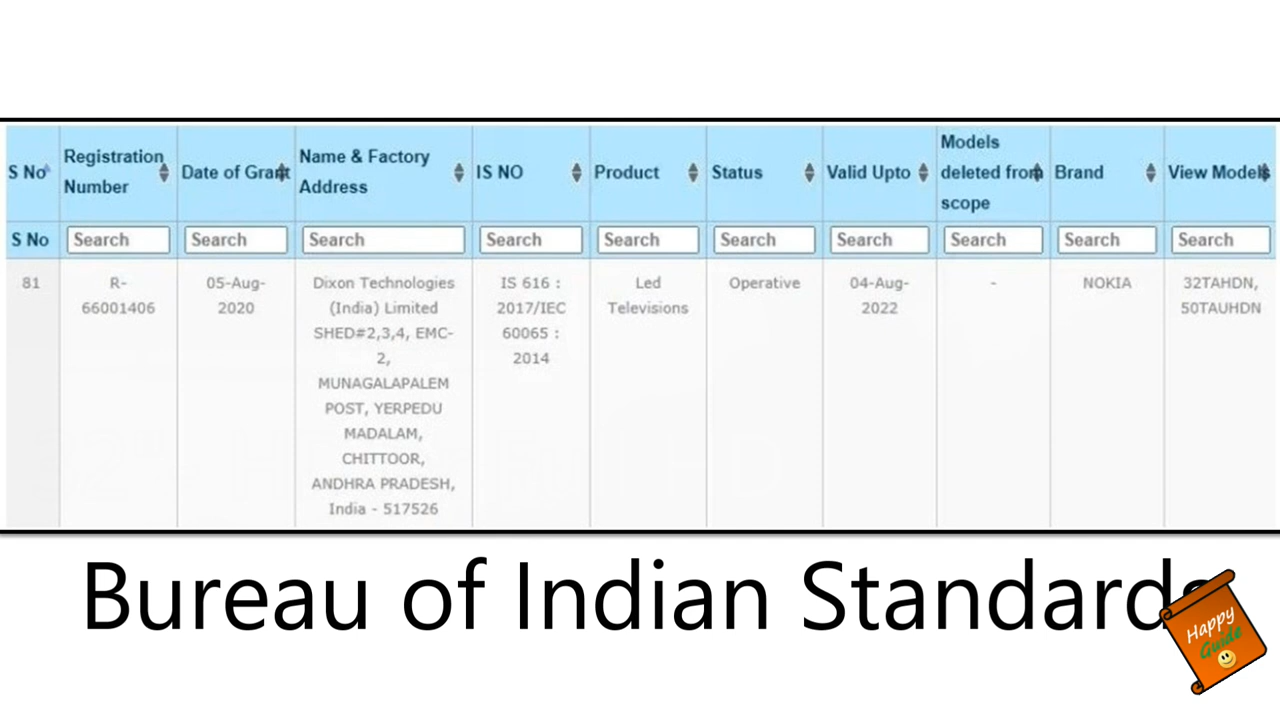 S No
Registration Number
Date of Grant
Name & Factory Address
IS NO
Product
Status
Valid Upto
Models deleted from scope
Brand
View Models
S No
Search
Search
Search
Search
Search
Search
Search
Search
Search
Search
81
R-
66001406
05-Aug-
2020
Dixon Technologies
(India) Limited
SHED#2,3,4, EMC-
2,
MUNAGALAPALEM
POST, YERPEDU
MADALAM,
CHITTOOR,
ANDHRA PRADESH,
India - 517526
IS 616 :
2017/IEC
60065 :
2014
Led
Televisions
Operative
04-Aug-
2022
-
NOKIA
32TAHDN,
50TAUHDN
Bureau of Indian Standards
Happy
Guide